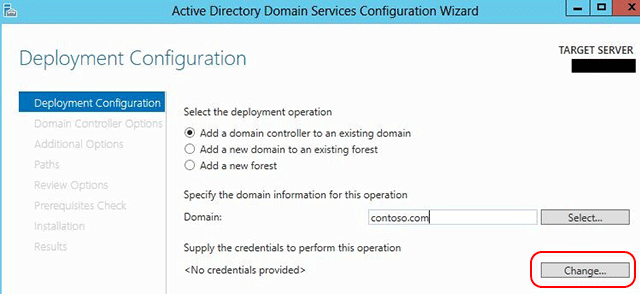 Active Directory Domain Services Configuration Wizard
Deployment Configuration
TARGET SERVER
Deployment Configuration
Domain Controller Options
Additional Options
Paths
Review Options
Prerequisites Check
Installation
Results
Select the deployment operation
Add a domain controller to an existing domain
Add a new domain to an existing forest
Add a new forest
Specify the domain information for this operation
Domain: contoso.com Select...
Supply the credentials to perform this operation
<No credentials provided> Change...